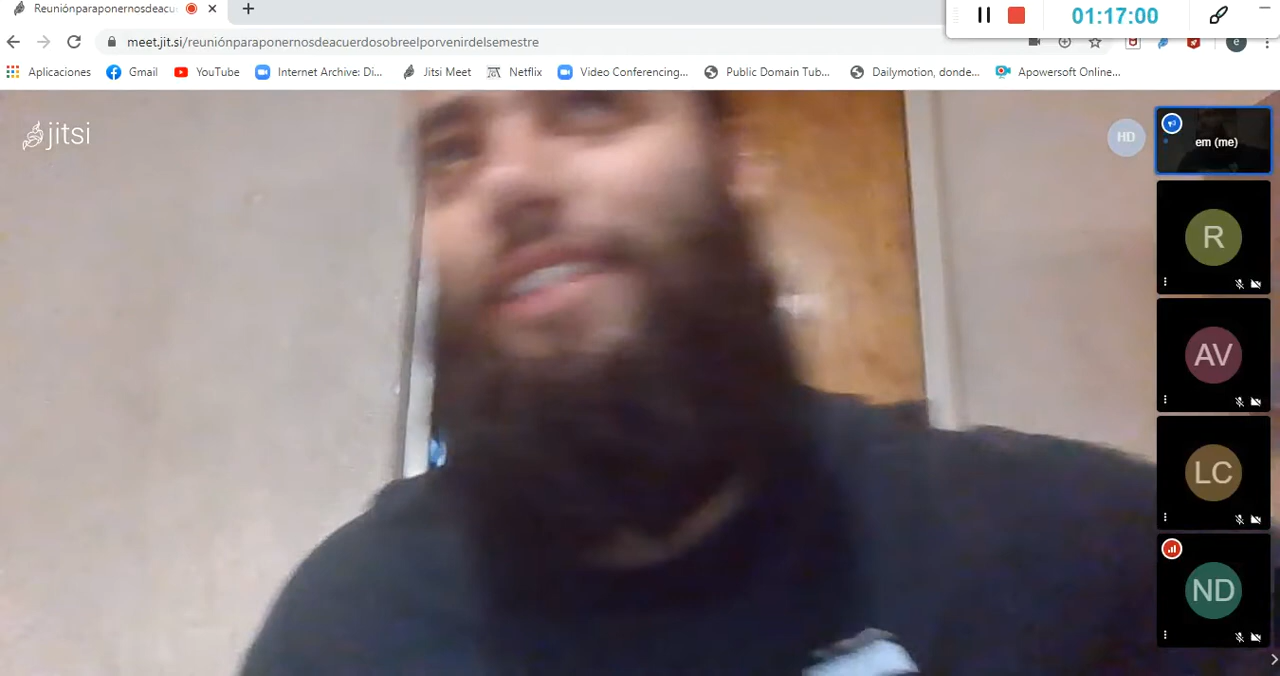 Reuniónparaponernosdeacu
01:17:00
meet.jit.si/reuniónparaponernosdeacuerdosobreelporvenirdelsemestre
e
Aplicaciones Gmail YouTube Internet Archive: Di... Jitsi Meet Netflix Video Conferencing... Public Domain Tub... Dailymotion, donde... Apowersoft Online...
jitsi
HD
em (me)
R
AV
LC
ND